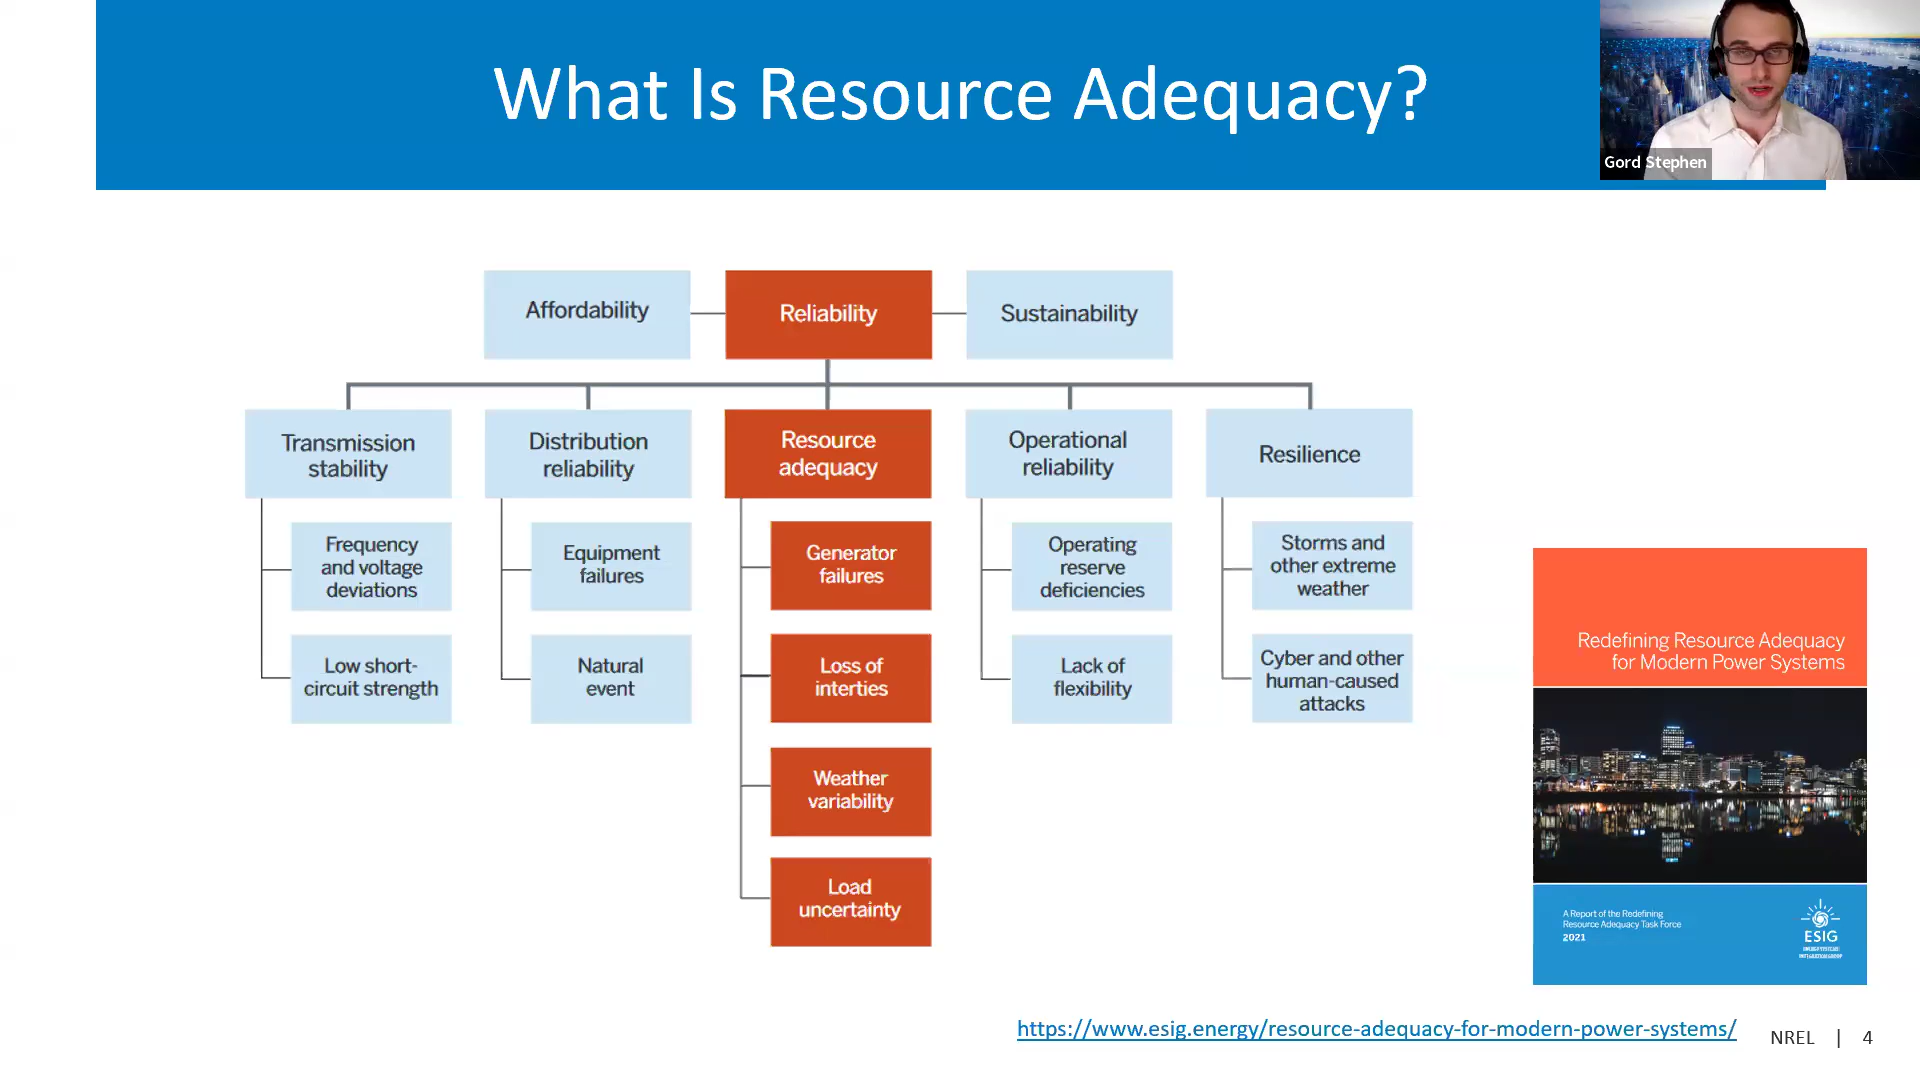 What Is Resource Adequacy?
Gord Stephen
Affordability
Reliability
Sustainability
Transmission
stability
Distribution
reliability
Resource
adequacy
Operational
reliability
Resilience
Frequency
and voltage
deviations
Equipment
failures
Generator
failures
Operating
reserve
deficiencies
Storms and
other extreme
weather
Low short-
circuit strength
Natural
event
Loss of
interties
Lack of
flexibility
Cyber and other
human-caused
attacks
Weather
variability
Load
uncertainty
Redefining Resource Adequacy
for Modern Power Systems
A Report of the Redefining
Resource Adequacy Task Force
2021
ESIG
ENERGY SYSTEMS
INTEGRATION GROUP
https://www.esig.energy/resource-adequacy-for-modern-power-systems/
NREL | 4